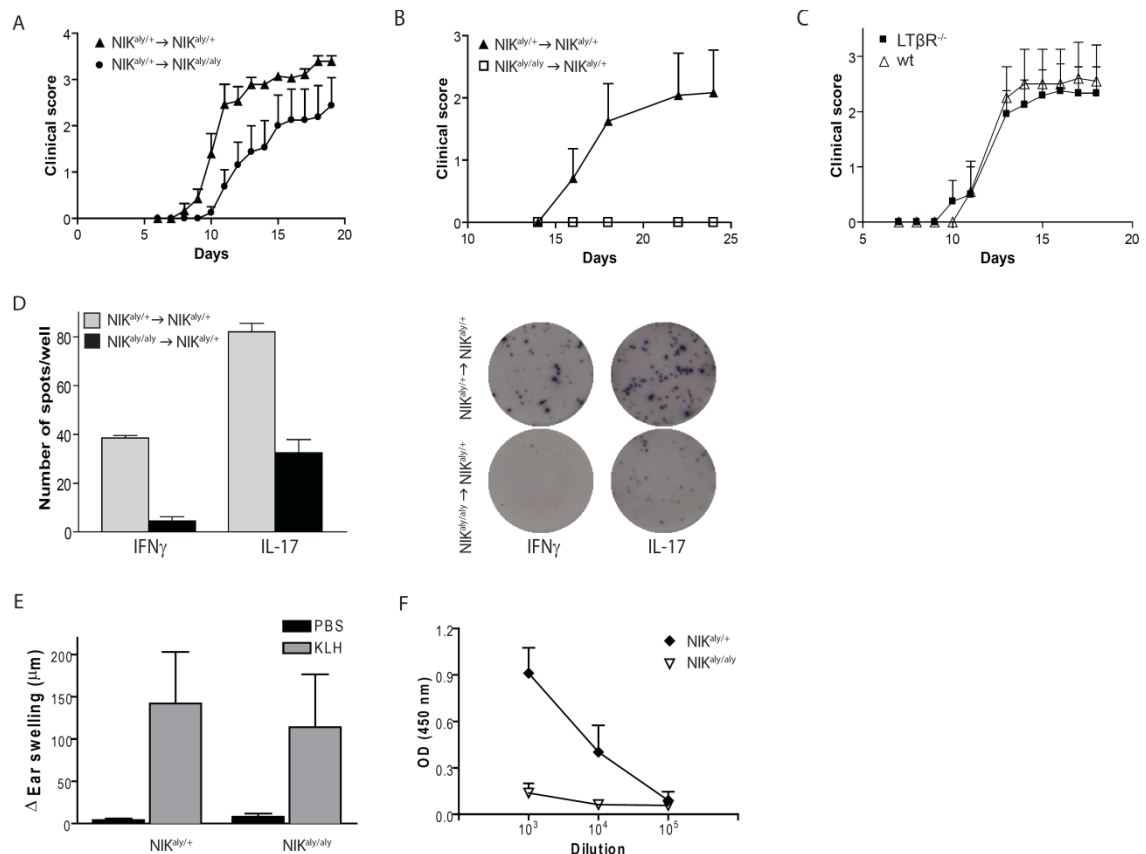 A
NIKaly/+ → NIKaly/+
NIKaly/+ → NIKaly/aly
Clinical score
4
3
2
1
0
0 5 10 15 20
Days
B
NIKaly/+ → NIKaly/+
NIKaly/aly → NIKaly/+
Clinical score
3
2
1
0
10 15 20 25
Days
C
LTβR-/-
wt
Clinical score
3
2
1
0
5 10 15 20
Days
D
NIKaly/+ → NIKaly/+
NIKaly/aly → NIKaly/+
Number of spots/well
80
60
40
20
0
IFNγ IL-17
NIKaly/+ → NIKaly/+
NIKaly/aly → NIKaly/+
IFNγ IL-17
E
PBS
KLH
Δ Ear swelling (μm)
200
150
100
50
0
NIKaly/+ NIKaly/aly
F
NIKaly/+
NIKaly/aly
OD (450 nm)
1.2
0.9
0.6
0.3
0.0
10³ 10⁴ 10⁵
Dilution